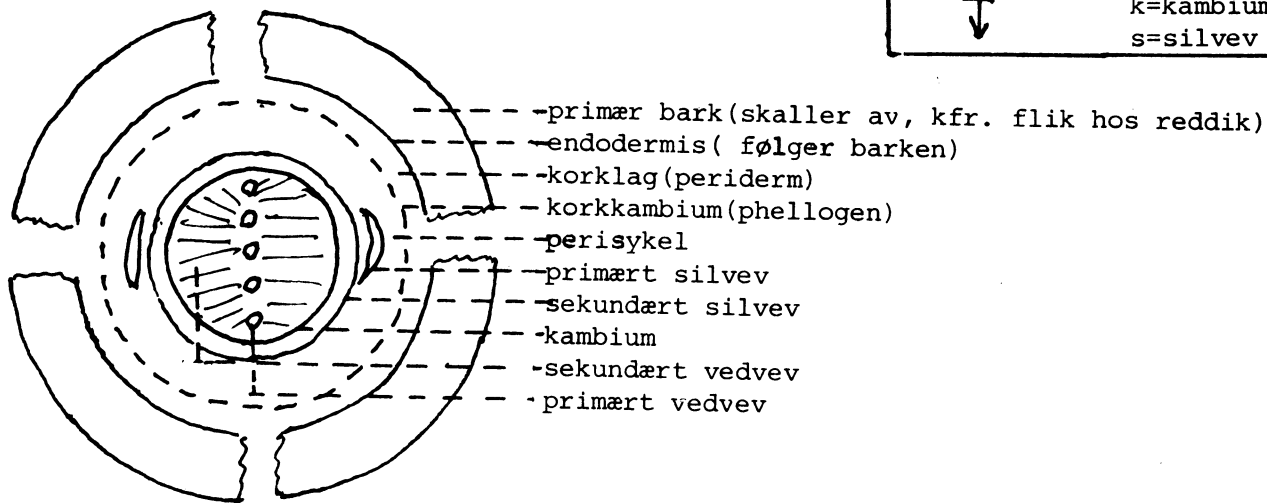 k=kambium
s=silvev
primær bark(skaller av, kfr. flik hos reddik)
endodermis( følger barken)
korklag(periderm)
korkkambium(phellogen)
perisykel
primært silvev
sekundært silvev
kambium
sekundært vedvev
primært vedvev